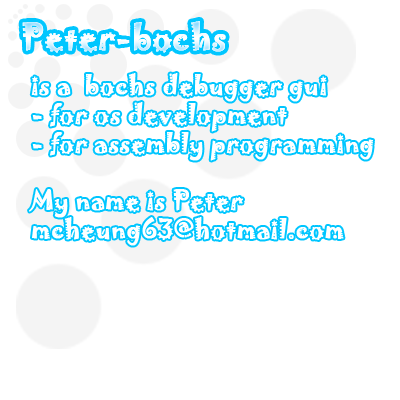 Peter-bochs
is a bochs debugger gui
- for os development
- for assembly programming
My name is Peter
mcheung63@hotmail.com